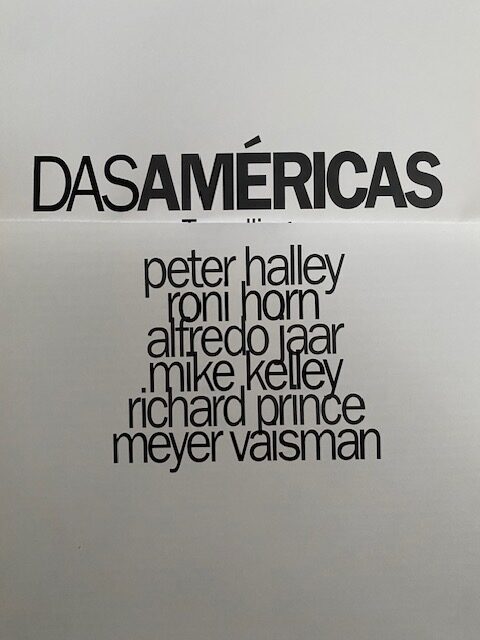 DASAMÉRICAS
peter halley
roni horn
alfredo jaar
mike kelley
richard prince
meyer vaisman